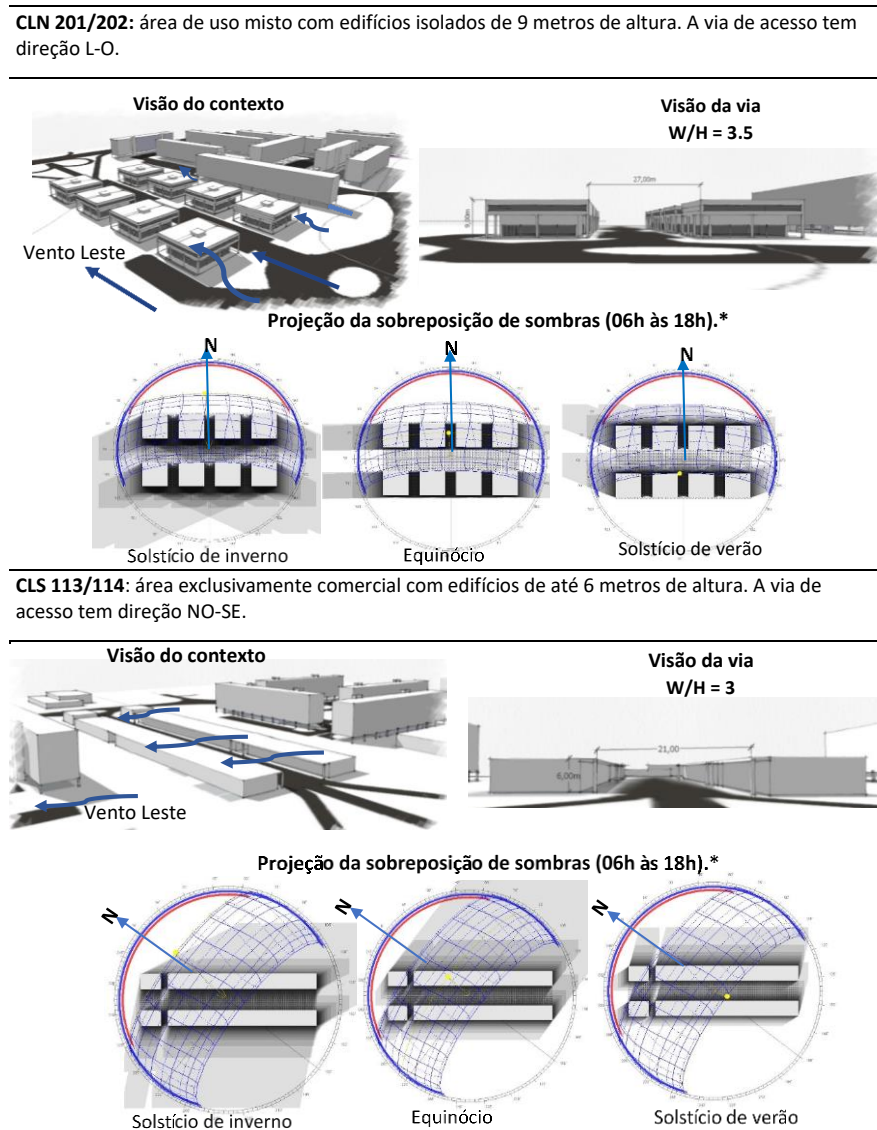 CLN 201/202: área de uso misto com edifícios isolados de 9 metros de altura. A via de acesso tem
direção L-O.
Visão do contexto
Visão da via
W/H = 3.5
27,00m
9,00m
Vento Leste
Projeção da sobreposição de sombras (06h às 18h).*
N
N
N
Solstício de inverno
Equinócio
Solstício de verão
CLS 113/114: área exclusivamente comercial com edifícios de até 6 metros de altura. A via de
acesso tem direção NO-SE.
Visão do contexto
Visão da via
W/H = 3
21,00
6,00m
Vento Leste
Projeção da sobreposição de sombras (06h às 18h).*
N
N
N
Solstício de inverno
Equinócio
Solstício de verão